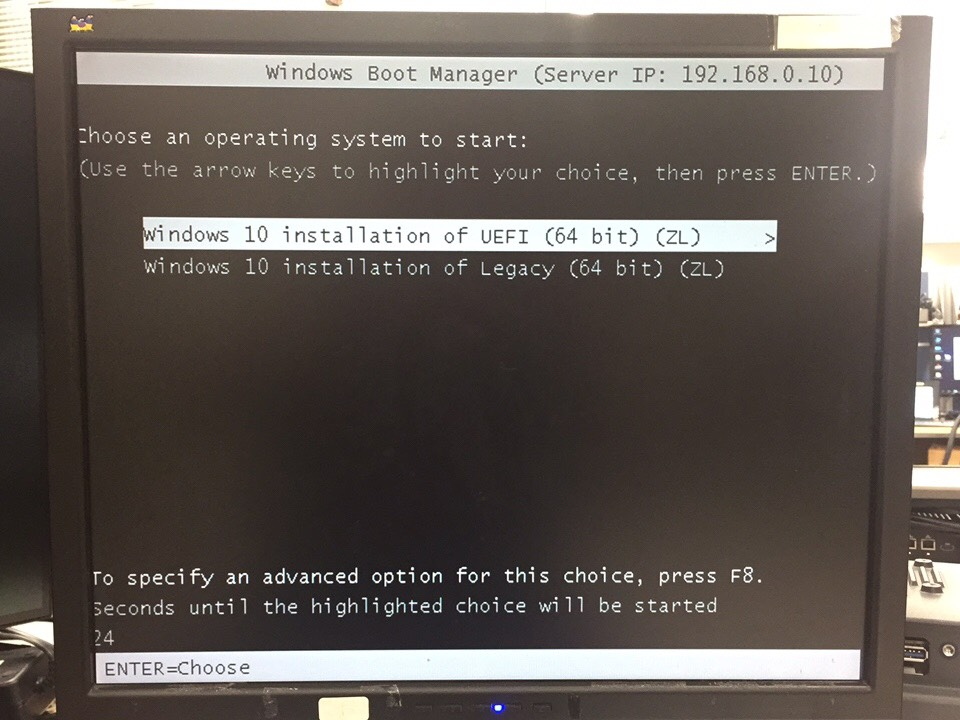 Windows Boot Manager (Server IP: 192.168.0.10)
Choose an operating system to start:
(Use the arrow keys to highlight your choice, then press ENTER.)
Windows 10 installation of UEFI (64 bit) (ZL) >
Windows 10 installation of Legacy (64 bit) (ZL)
To specify an advanced option for this choice, press F8.
Seconds until the highlighted choice will be started
24
ENTER=Choose